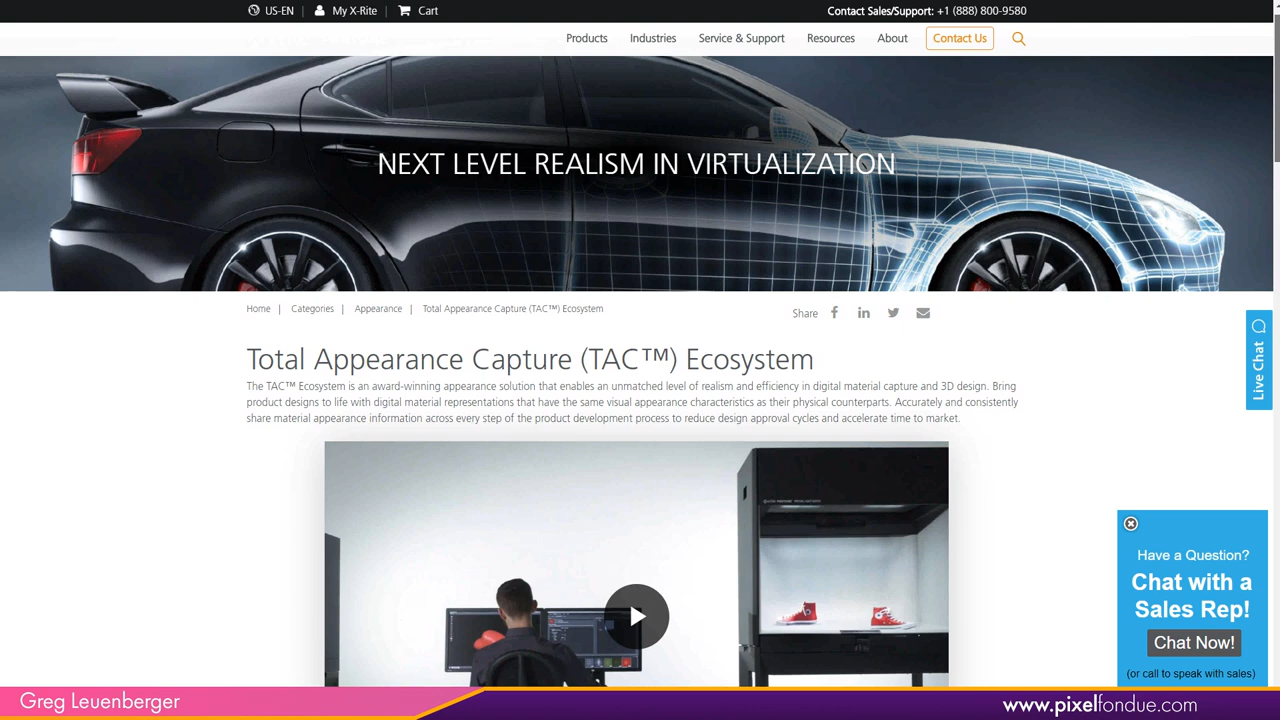 US-EN | My X-Rite | Cart
Contact Sales/Support: +1 (888) 800-9580
Products Industries Service & Support Resources About Contact Us
NEXT LEVEL REALISM IN VIRTUALIZATION
Home | Categories | Appearance | Total Appearance Capture (TAC™) Ecosystem
Share
Total Appearance Capture (TAC™) Ecosystem
The TAC™ Ecosystem is an award-winning appearance solution that enables an unmatched level of realism and efficiency in digital material capture and 3D design. Bring
product designs to life with digital material representations that have the same visual appearance characteristics as their physical counterparts. Accurately and consistently
share material appearance information across every step of the product development process to reduce design approval cycles and accelerate time to market.
Live Chat
Have a Question?
Chat with a
Sales Rep!
Chat Now!
(or call to speak with sales)
Greg Leuenberger
www.pixelfondue.com